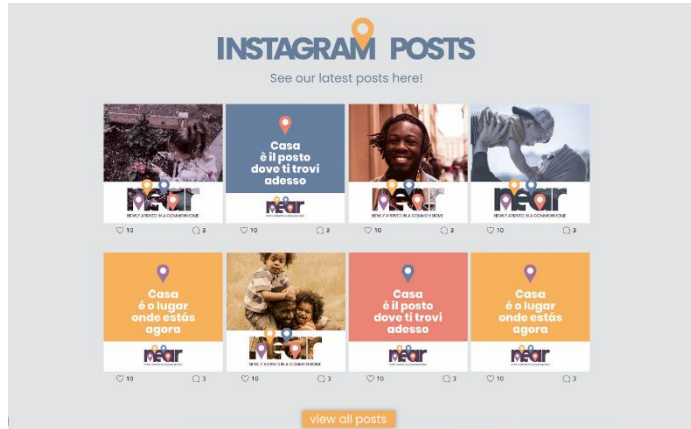 INSTAGRAM POSTS
See our latest posts here!
near
NEWLY ARRIVED IN A COMMON HOME
10 3
Casa
è il posto
dove ti trovi
adesso
near
10 3
near
NEWLY ARRIVED IN A COMMON HOME
10 3
near
NEWLY ARRIVED IN A COMMON HOME
10 3
Casa
é o lugar
onde estás
agora
near
10 3
near
NEWLY ARRIVED IN A COMMON HOME
10 3
Casa
è il posto
dove ti trovi
adesso
near
10 3
Casa
é o lugar
onde estás
agora
near
10 3
view all posts